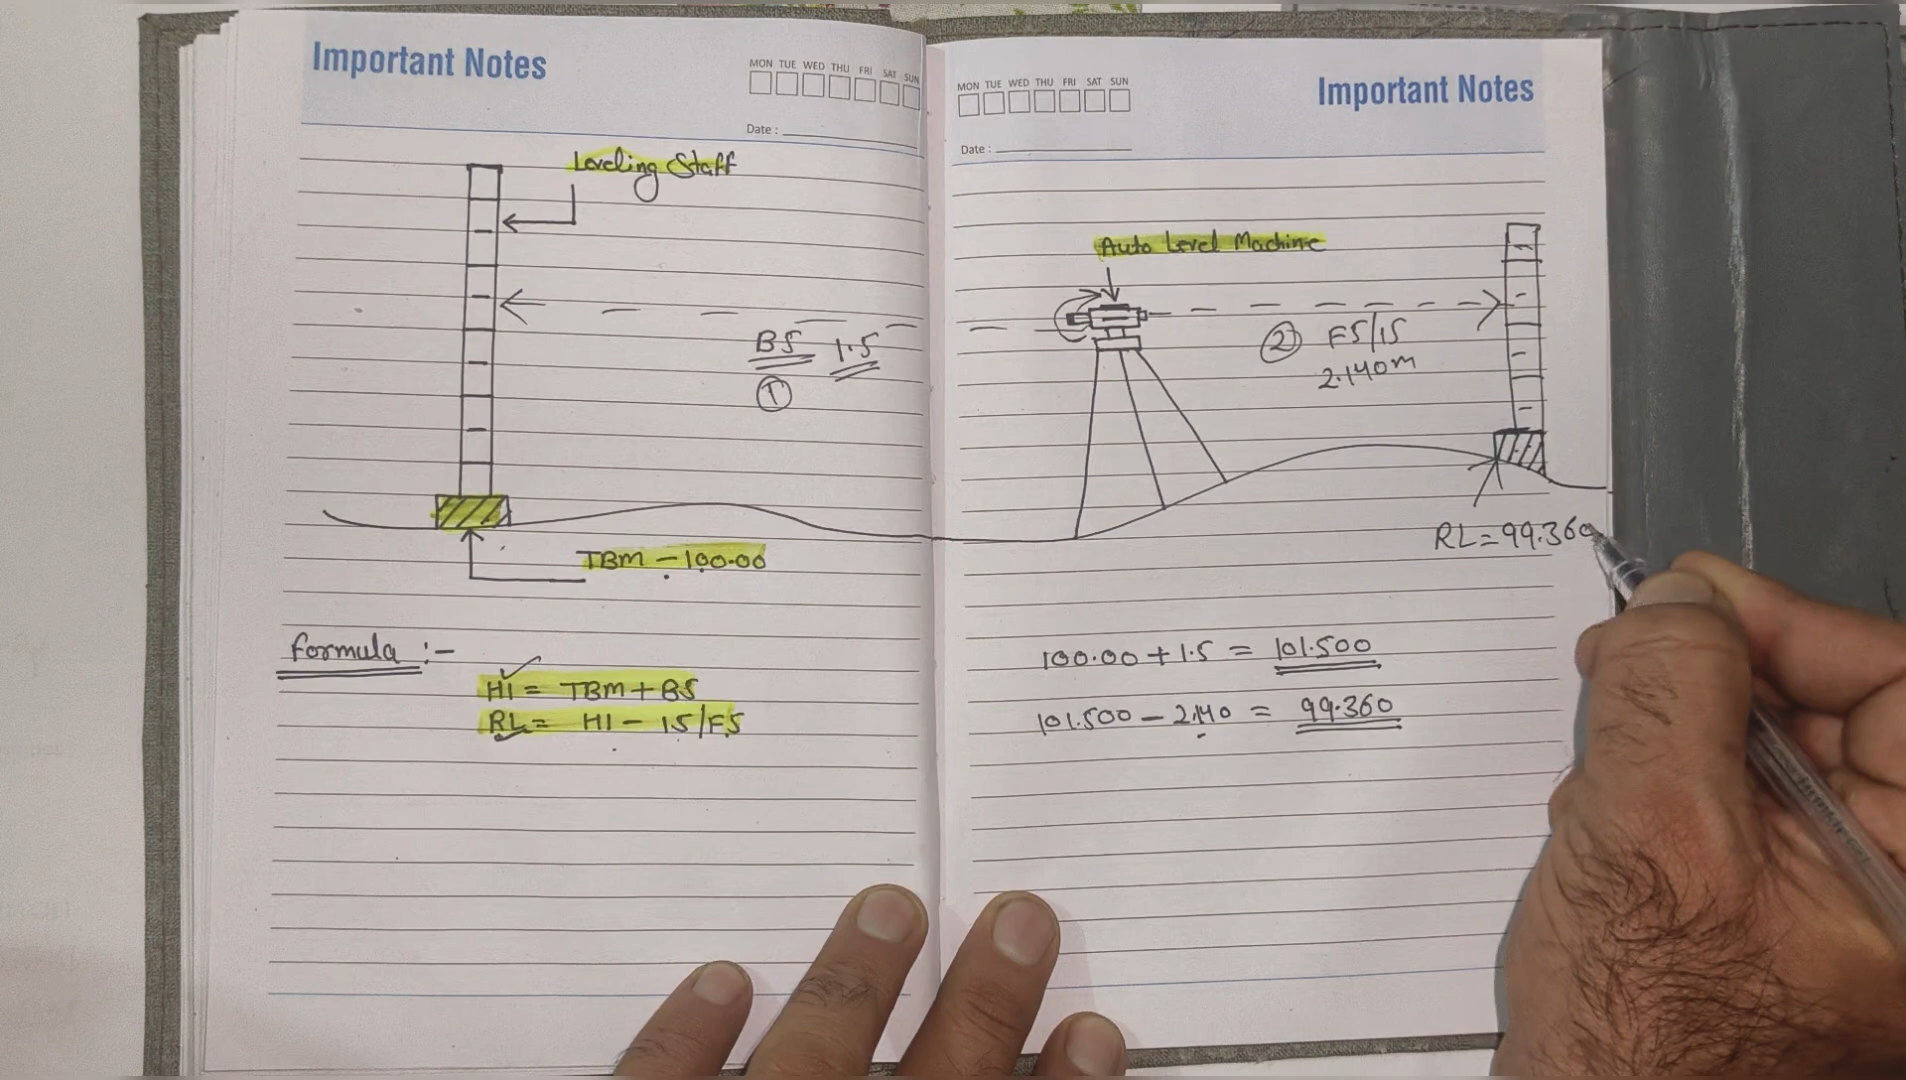 Important Notes
MON TUE WED THU FRI SAT SUN
Date :
Leveling Staff
BS 1.5
1
TBM - 100.00
Formula :-
HI = TBM + BS
RL = HI - IS/FS
Important Notes
MON TUE WED THU FRI SAT SUN
Date :
Auto Level Machine
2 FS/IS
2.140m
RL = 99.360
100.00 + 1.5 = 101.500
101.500 - 2.140 = 99.360